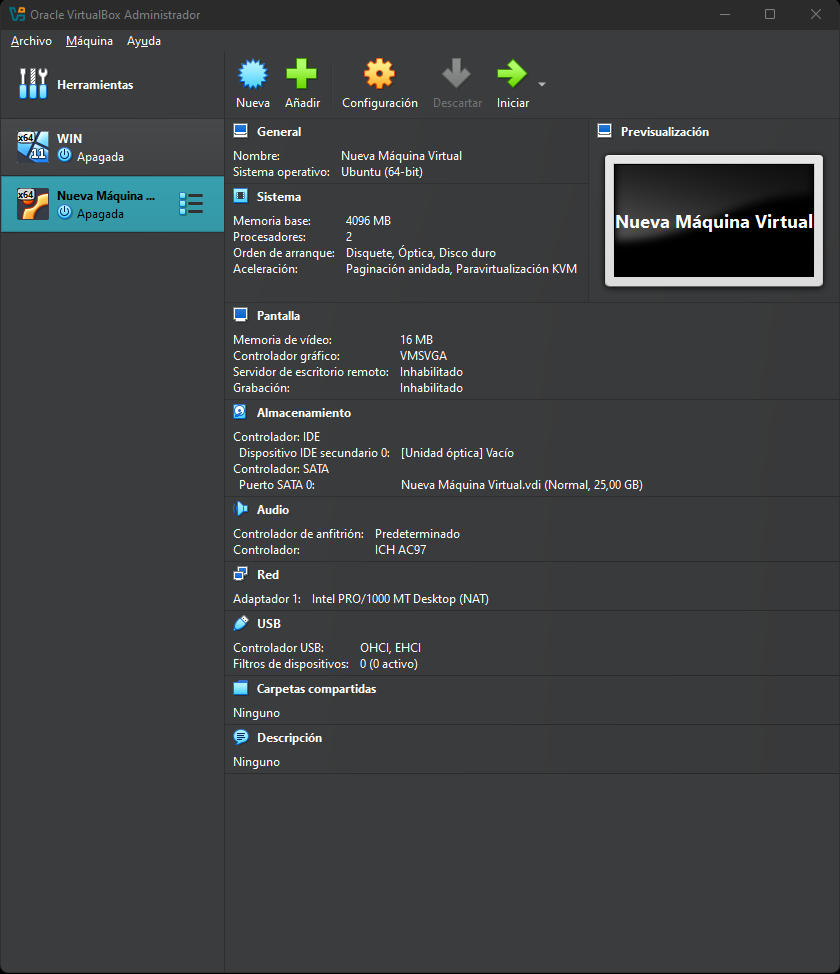 Oracle VirtualBox Administrador
Archivo Máquina Ayuda
Herramientas
Nueva Añadir Configuración Descartar Iniciar
x64
11
WIN
Apagada
x64
Nueva Máquina ...
Apagada
General
Nombre: Nueva Máquina Virtual
Sistema operativo: Ubuntu (64-bit)
Previsualización
Nueva Máquina Virtual
Sistema
Memoria base: 4096 MB
Procesadores: 2
Orden de arranque: Disquete, Óptica, Disco duro
Aceleración: Paginación anidada, Paravirtualización KVM
Pantalla
Memoria de vídeo: 16 MB
Controlador gráfico: VMSVGA
Servidor de escritorio remoto: Inhabilitado
Grabación: Inhabilitado
Almacenamiento
Controlador: IDE
Dispositivo IDE secundario 0: [Unidad óptica] Vacío
Controlador: SATA
Puerto SATA 0: Nueva Máquina Virtual.vdi (Normal, 25,00 GB)
Audio
Controlador de anfitrión: Predeterminado
Controlador: ICH AC97
Red
Adaptador 1: Intel PRO/1000 MT Desktop (NAT)
USB
Controlador USB: OHCI, EHCI
Filtros de dispositivos: 0 (0 activo)
Carpetas compartidas
Ninguno
Descripción
Ninguno